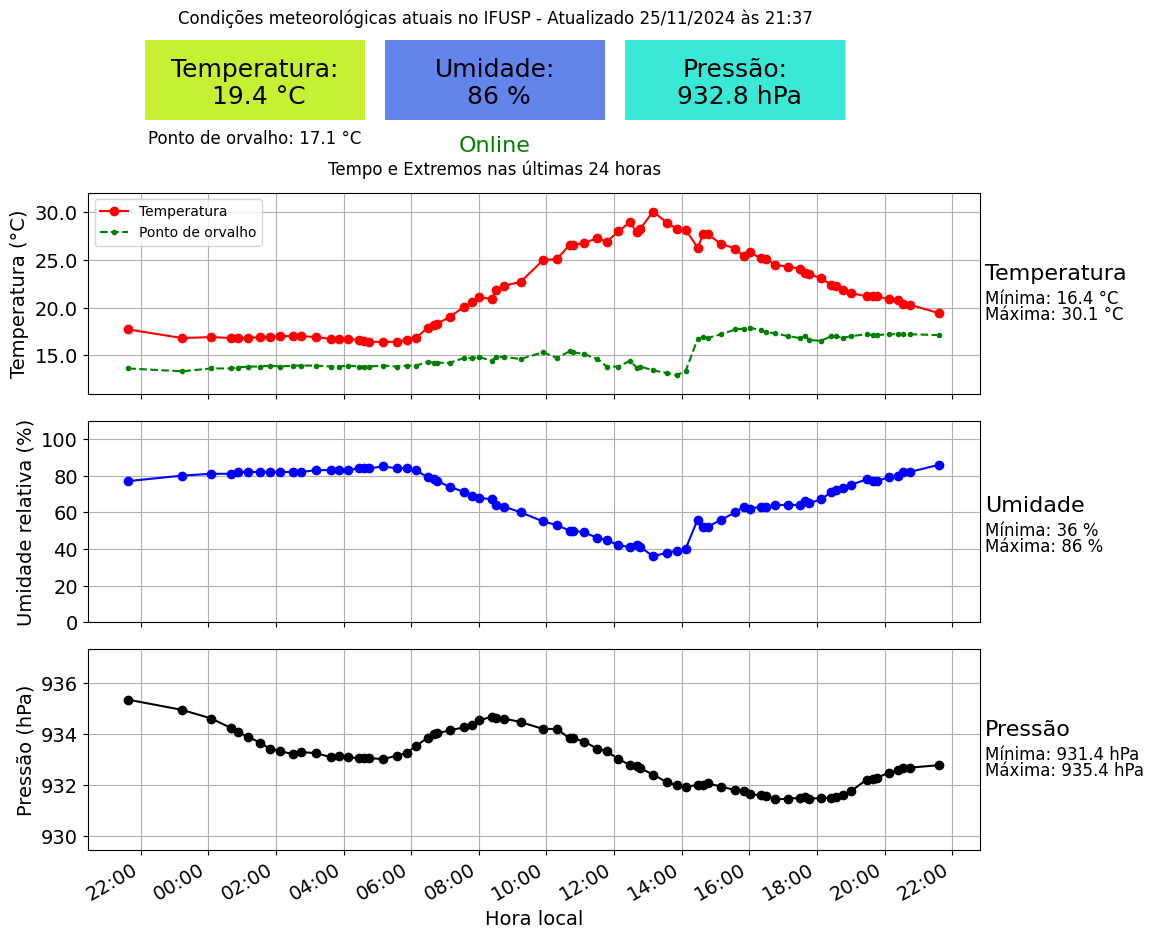 Condições meteorológicas atuais no IFUSP - Atualizado 25/11/2024 às 21:37
Temperatura:
19.4 °C
Umidade:
86 %
Pressão:
932.8 hPa
Ponto de orvalho: 17.1 °C
Online
Tempo e Extremos nas últimas 24 horas
Temperatura (°C)
30.0
25.0
20.0
15.0
Temperatura
Ponto de orvalho
Temperatura
Mínima: 16.4 °C
Máxima: 30.1 °C
Umidade relativa (%)
100
80
60
40
20
0
Umidade
Mínima: 36 %
Máxima: 86 %
Pressão (hPa)
936
934
932
930
Pressão
Mínima: 931.4 hPa
Máxima: 935.4 hPa
22:00 00:00 02:00 04:00 06:00 08:00 10:00 12:00 14:00 16:00 18:00 20:00 22:00
Hora local